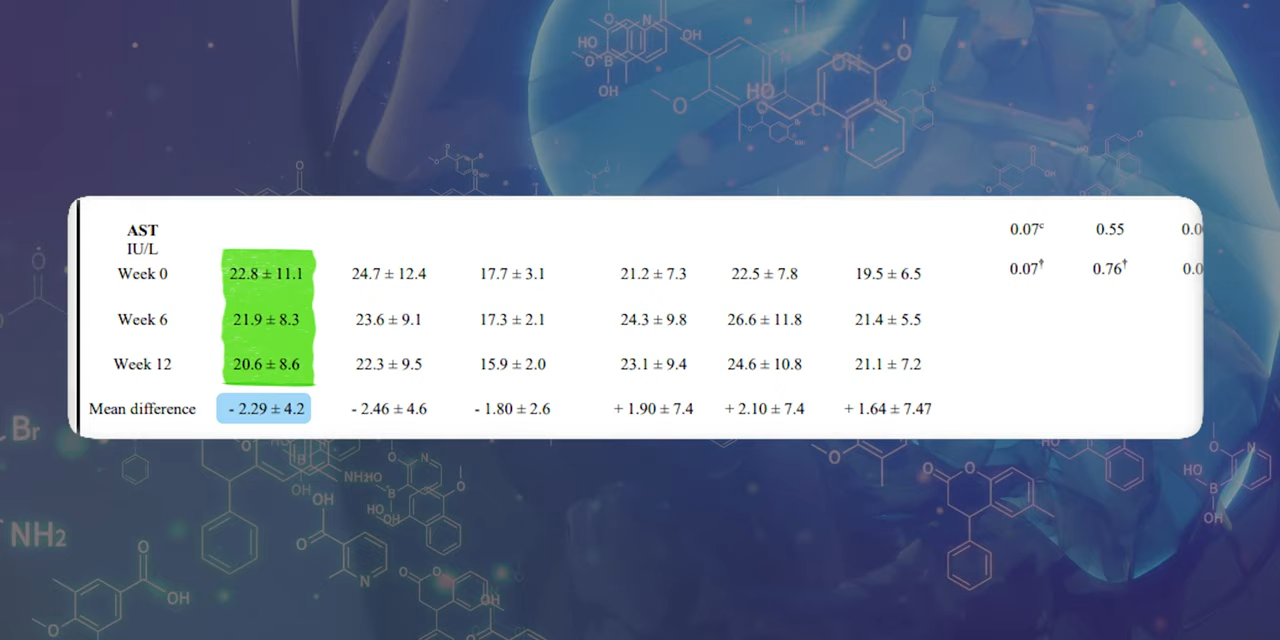 AST 0.07ᶜ 0.55 0.0
IU/L
Week 0 22.8 ± 11.1 24.7 ± 12.4 17.7 ± 3.1 21.2 ± 7.3 22.5 ± 7.8 19.5 ± 6.5 0.07† 0.76† 0.0
Week 6 21.9 ± 8.3 23.6 ± 9.1 17.3 ± 2.1 24.3 ± 9.8 26.6 ± 11.8 21.4 ± 5.5
Week 12 20.6 ± 8.6 22.3 ± 9.5 15.9 ± 2.0 23.1 ± 9.4 24.6 ± 10.8 21.1 ± 7.2
Mean difference - 2.29 ± 4.2 - 2.46 ± 4.6 - 1.80 ± 2.6 + 1.90 ± 7.4 + 2.10 ± 7.4 + 1.64 ± 7.47
Br
NH₂